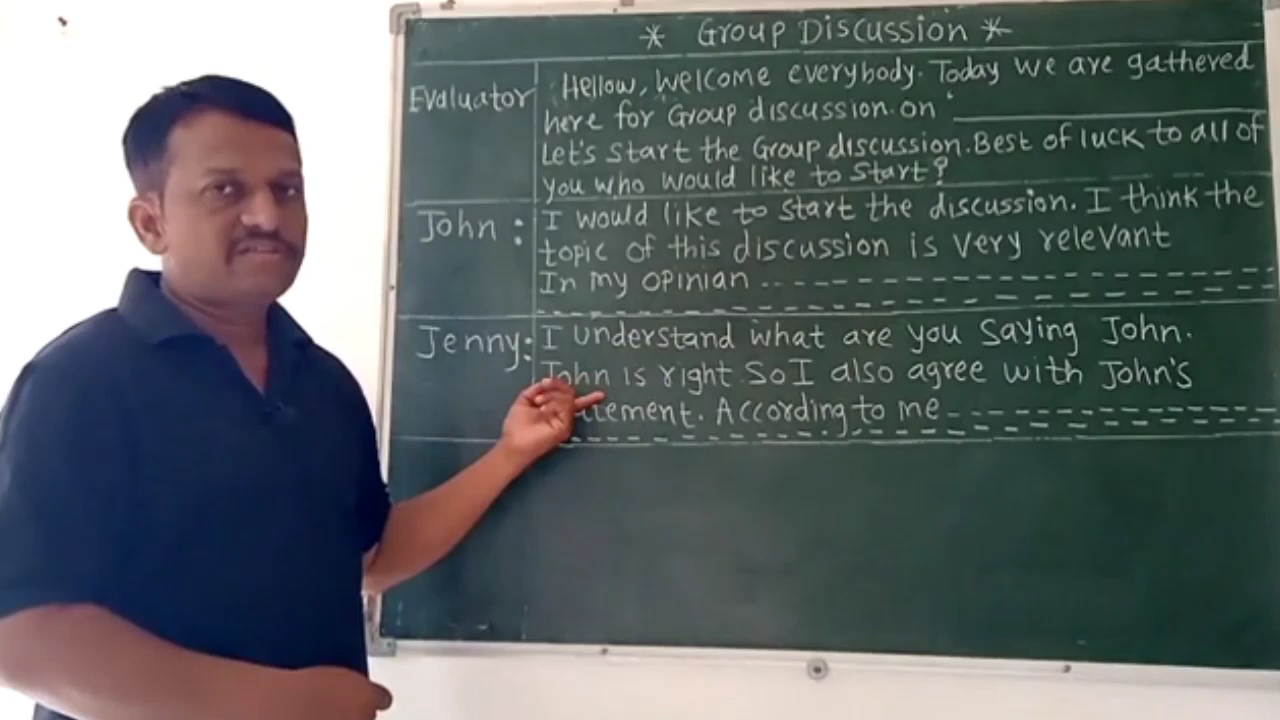 * Group Discussion *
Evaluator Hellow, Welcome everybody. Today we are gathered
here for Group discussion on ‘
Let's start the Group discussion. Best of luck to all of
you who would like to start?
John : I would like to start the discussion. I think the
topic of this discussion is very relevant
In my opinian
Jenny: I understand what are you saying John.
John is right So I also agree with John's
tement. According to me